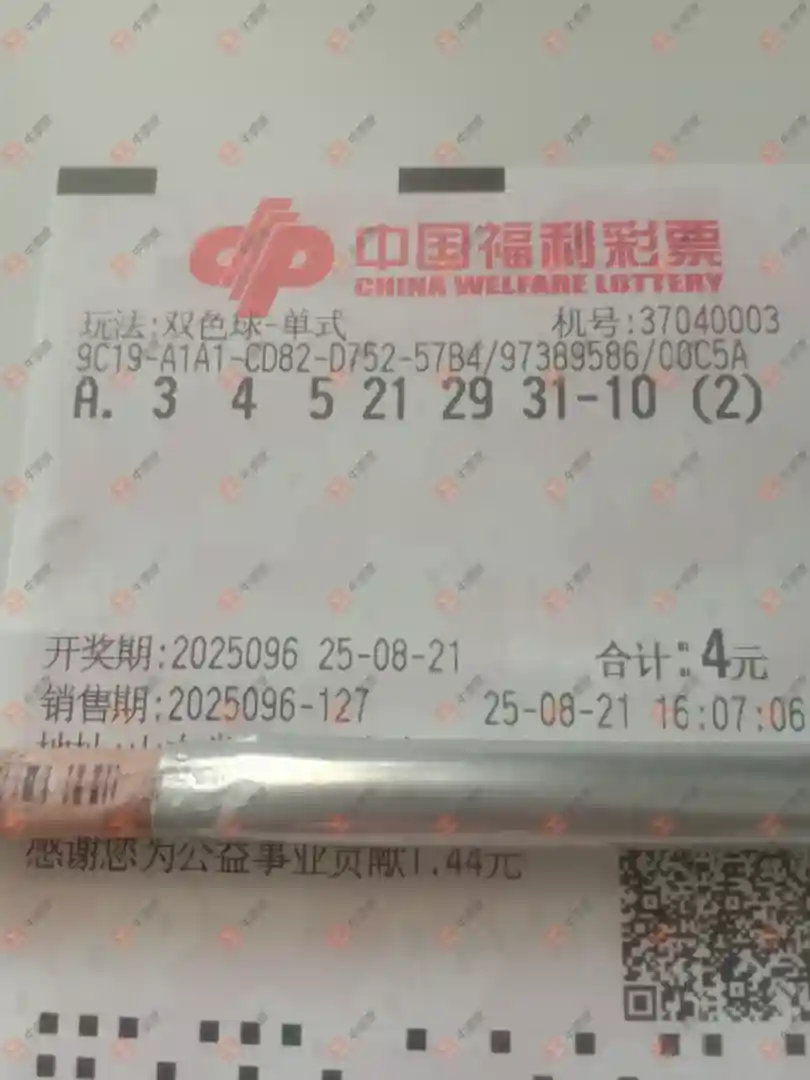 中国福利彩票
CHINA WELFARE LOTTERY
玩法:双色球-单式 机号:37040003
9C19-A1A1-CD82-D752-57B4/97389586/00C5A
A. 3 4 5 21 29 31-10 (2)
开奖期:2025096 25-08-21 合计:4元
销售期:2025096-127 25-08-21 16:07:06
感谢您为公益事业贡献1.44元